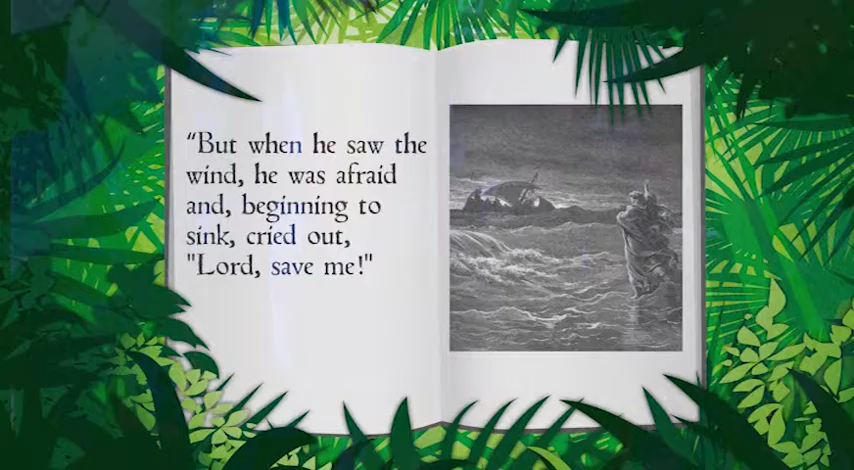 “But when he saw the
wind, he was afraid
and, beginning to
sink, cried out,
"Lord, save me!"